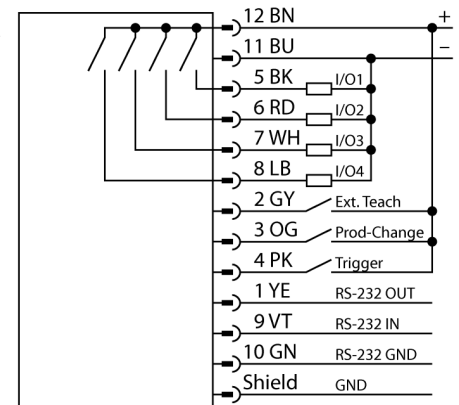 12 BN +
11 BU −
5 BK I/O1
6 RD I/O2
7 WH I/O3
8 LB I/O4
2 GY Ext. Teach
3 OG Prod-Change
4 PK Trigger
1 YE RS-232 OUT
9 VT RS-232 IN
10 GN RS-232 GND
Shield GND